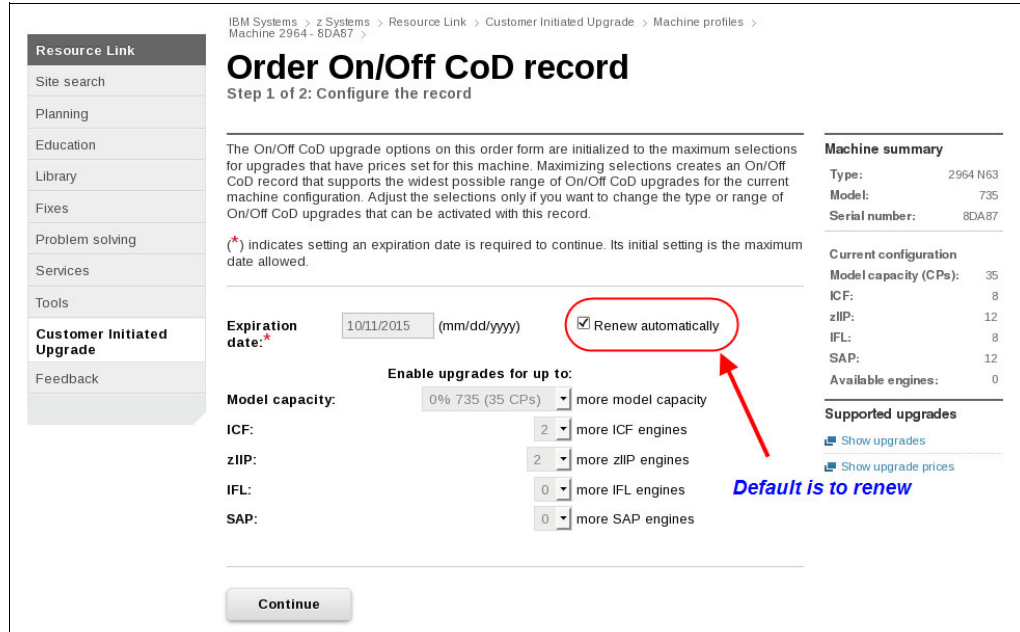 IBM Systems > z Systems > Resource Link > Customer Initiated Upgrade > Machine profiles >
Machine 2964 - 8DA87 >
Resource Link
Site search
Planning
Education
Library
Fixes
Problem solving
Services
Tools
Customer Initiated
Upgrade
Feedback
Order On/Off CoD record
Step 1 of 2: Configure the record
The On/Off CoD upgrade options on this order form are initialized to the maximum selections
for upgrades that have prices set for this machine. Maximizing selections creates an On/Off
CoD record that supports the widest possible range of On/Off CoD upgrades for the current
machine configuration. Adjust the selections only if you want to change the type or range of
On/Off CoD upgrades that can be activated with this record.
(*) indicates setting an expiration date is required to continue. Its initial setting is the maximum
date allowed.
Expiration
date:* 10/11/2015 (mm/dd/yyyy) Renew automatically
Enable upgrades for up to:
Model capacity: 0% 735 (35 CPs) more model capacity
ICF: 2 more ICF engines
zIIP: 2 more zIIP engines
IFL: 0 more IFL engines
SAP: 0 more SAP engines
Continue
Default is to renew
Machine summary
Type: 2964 N63
Model: 735
Serial number: 8DA87
Current configuration
Model capacity (CPs): 35
ICF: 8
zIIP: 12
IFL: 8
SAP: 12
Available engines: 0
Supported upgrades
Show upgrades
Show upgrade prices